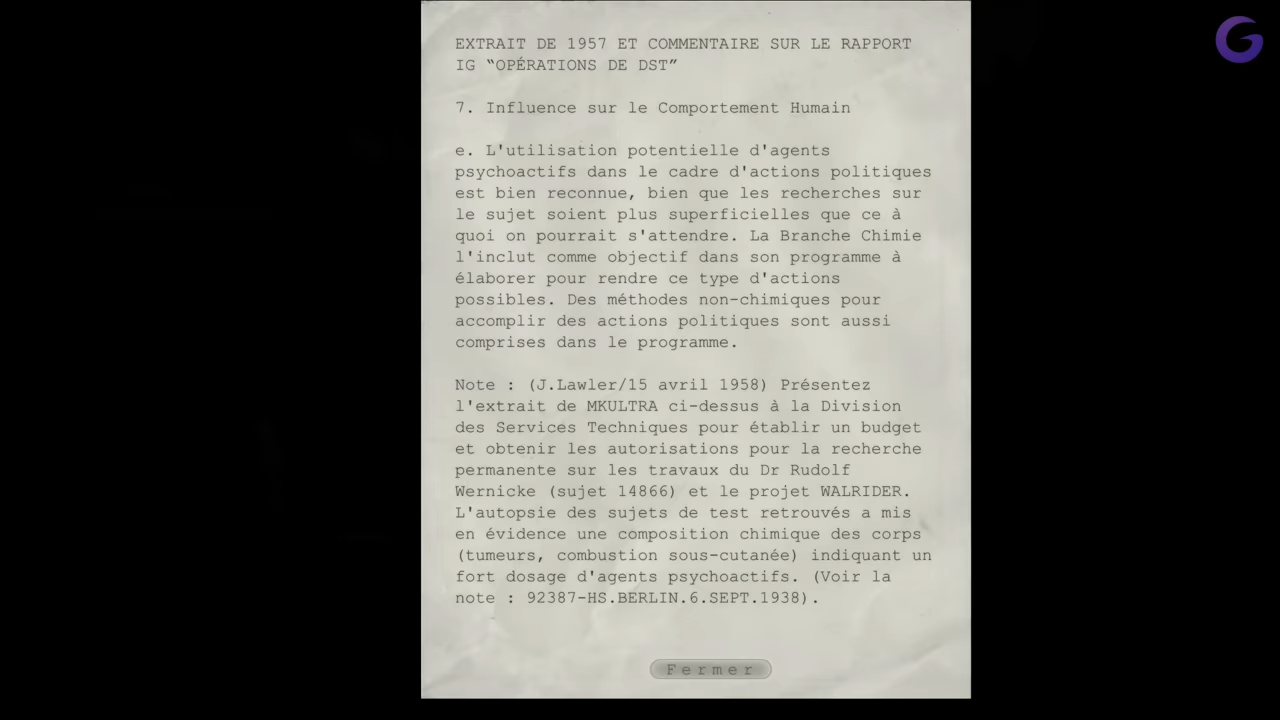 EXTRAIT DE 1957 ET COMMENTAIRE SUR LE RAPPORT
IG “OPÉRATIONS DE DST”
7. Influence sur le Comportement Humain
e. L'utilisation potentielle d'agents
psychoactifs dans le cadre d'actions politiques
est bien reconnue, bien que les recherches sur
le sujet soient plus superficielles que ce à
quoi on pourrait s'attendre. La Branche Chimie
l'inclut comme objectif dans son programme à
élaborer pour rendre ce type d'actions
possibles. Des méthodes non-chimiques pour
accomplir des actions politiques sont aussi
comprises dans le programme.
Note : (J.Lawler/15 avril 1958) Présentez
l'extrait de MKULTRA ci-dessus à la Division
des Services Techniques pour établir un budget
et obtenir les autorisations pour la recherche
permanente sur les travaux du Dr Rudolf
Wernicke (sujet 14866) et le projet WALRIDER.
L'autopsie des sujets de test retrouvés a mis
en évidence une composition chimique des corps
(tumeurs, combustion sous-cutanée) indiquant un
fort dosage d'agents psychoactifs. (Voir la
note : 92387-HS.BERLIN.6.SEPT.1938).
Fermer